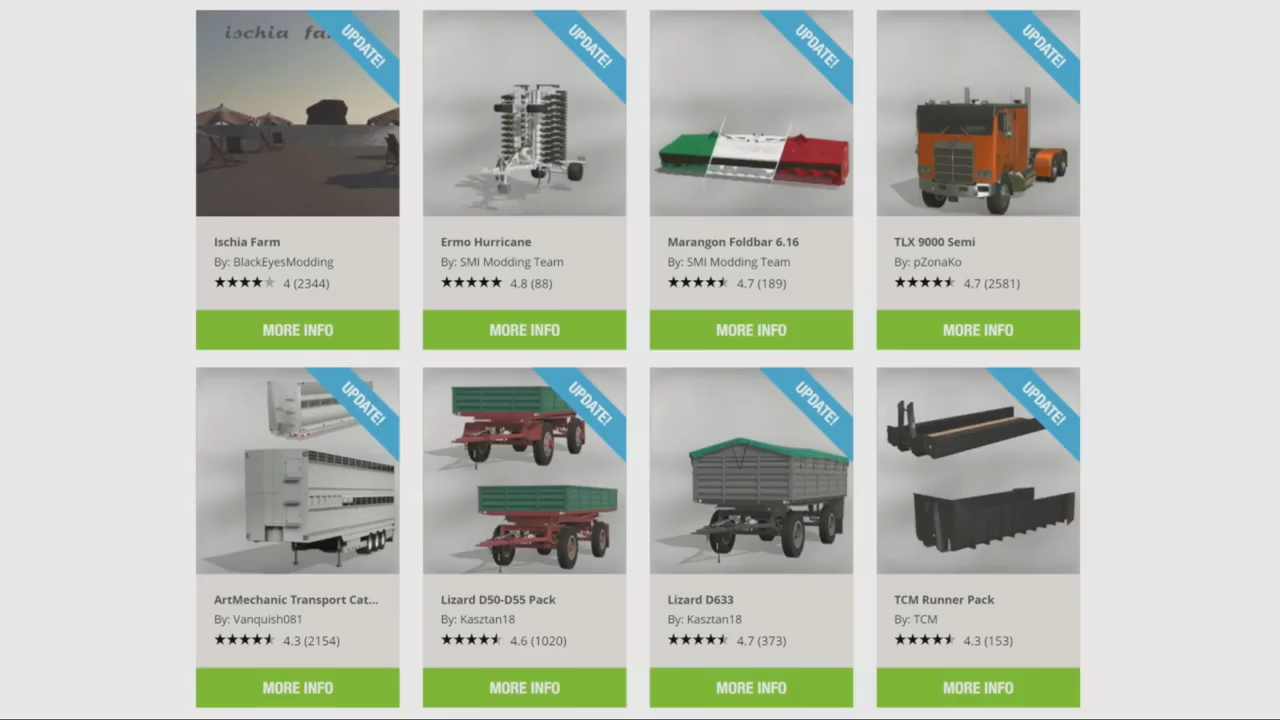 ischia fa
UPDATE!
UPDATE!
UPDATE!
UPDATE!
Ischia Farm
By: BlackEyesModding
4 (2344)
MORE INFO
Ermo Hurricane
By: SMI Modding Team
4.8 (88)
MORE INFO
Marangon Foldbar 6.16
By: SMI Modding Team
4.7 (189)
MORE INFO
TLX 9000 Semi
By: pZonaKo
4.7 (2581)
MORE INFO
UPDATE!
UPDATE!
UPDATE!
UPDATE!
ArtMechanic Transport Cat...
By: Vanquish081
4.3 (2154)
MORE INFO
Lizard D50-D55 Pack
By: Kasztan18
4.6 (1020)
MORE INFO
Lizard D633
By: Kasztan18
4.7 (373)
MORE INFO
TCM Runner Pack
By: TCM
4.3 (153)
MORE INFO